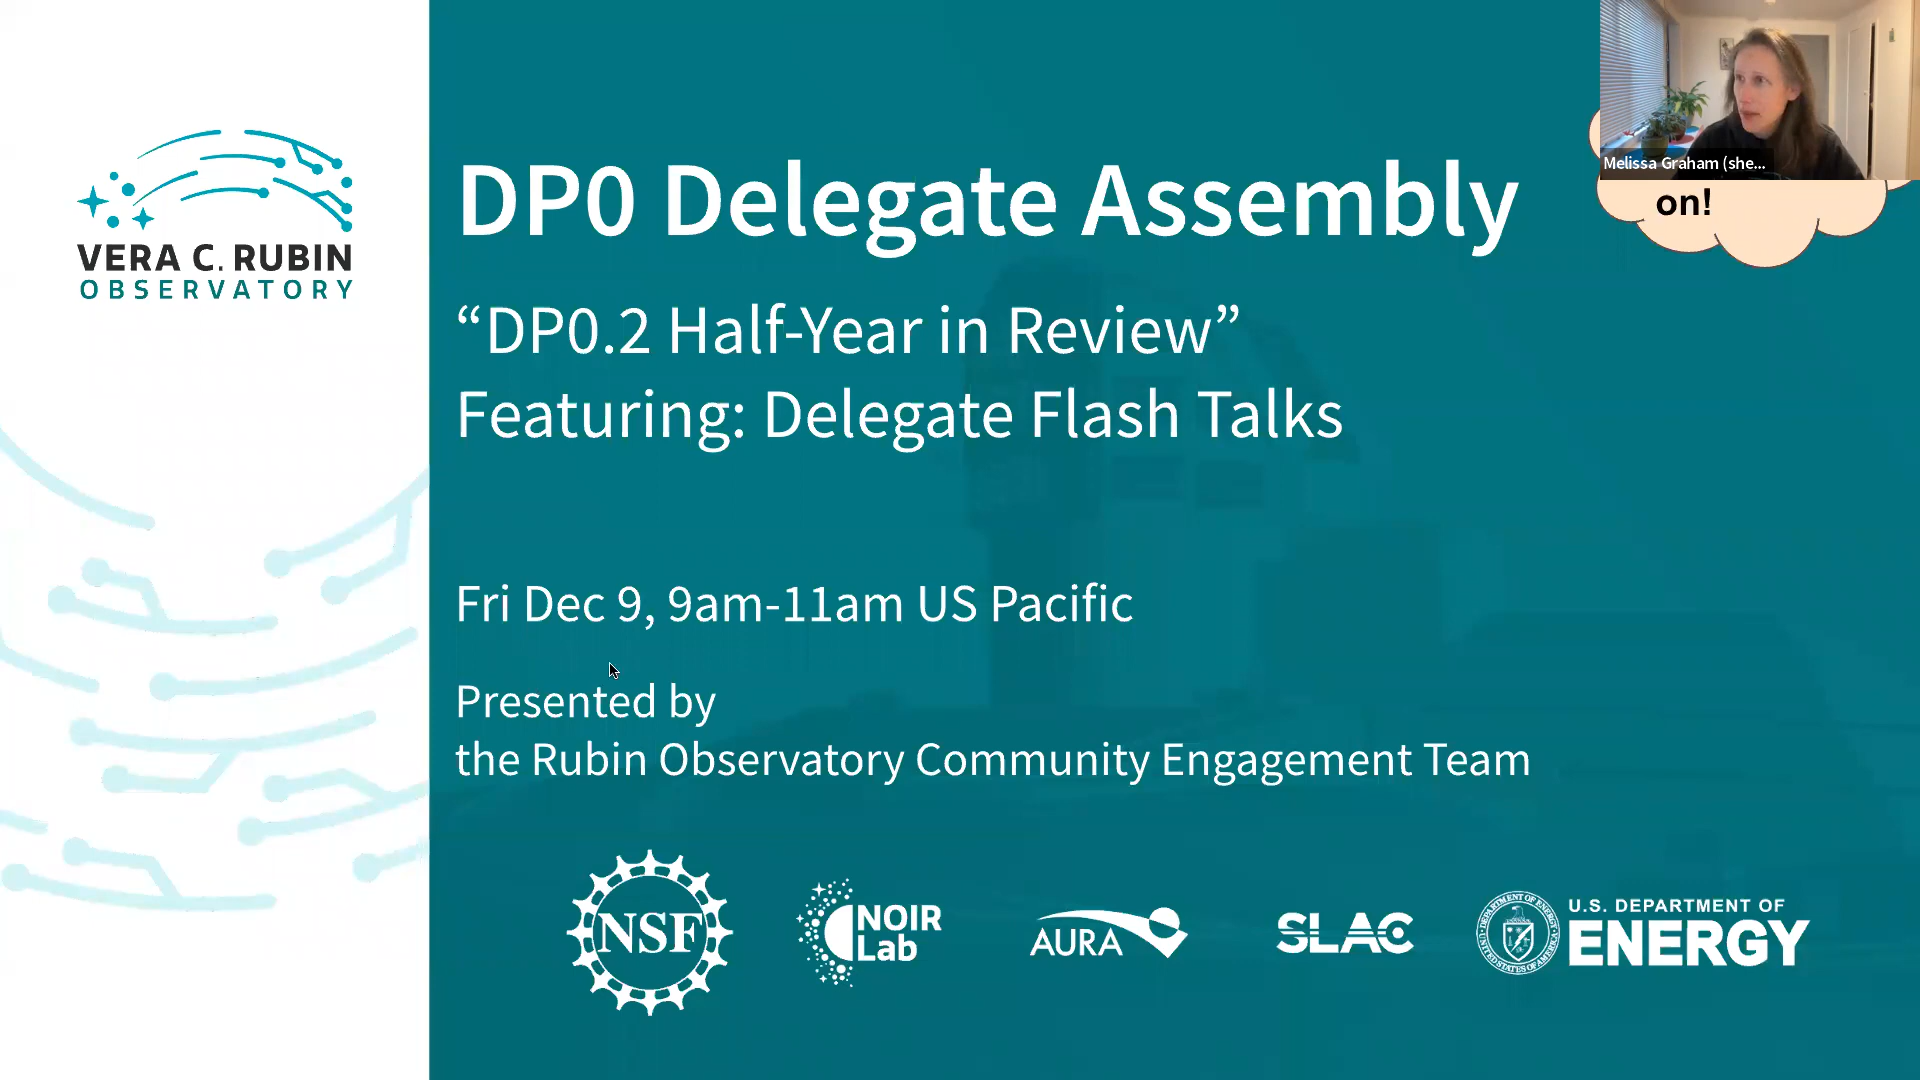 VERA C. RUBIN
OBSERVATORY
DP0 Delegate Assembly
“DP0.2 Half-Year in Review”
Featuring: Delegate Flash Talks
Fri Dec 9, 9am-11am US Pacific
Presented by
the Rubin Observatory Community Engagement Team
Melissa Graham (she...
on!
NSF
NOIR
Lab
AURA
SLAC
U.S. DEPARTMENT OF
ENERGY